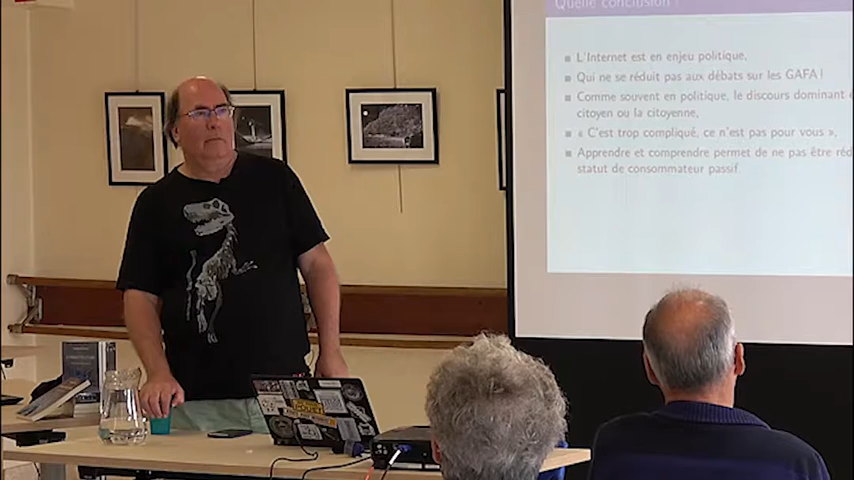 Quelle conclusion ?
L'Internet est en enjeu politique,
Qui ne se réduit pas aux débats sur les GAFA !
Comme souvent en politique, le discours dominant
citoyen ou la citoyenne,
« C'est trop compliqué, ce n'est pas pour vous »,
Apprendre et comprendre permet de ne pas être réd
statut de consommateur passif.